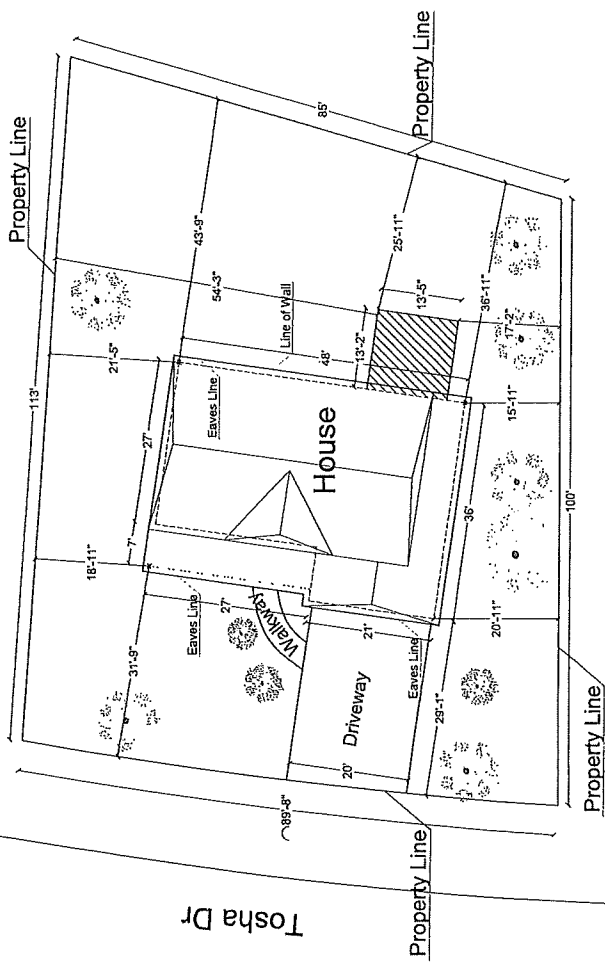 Property Line
113'
85'
Property Line
21'-5"
43'-9"
54'-3"
25'-11"
13'-5"
36'-11"
17'-2"
Line of Wall
48'
13'-2"
Eaves Line
27'
7'
House
18'-11"
15'-11"
36'
100'
Eaves Line
27'
Walkway
21'
20'-11"
31'-9"
Driveway
Eaves Line
29'-1"
20'
89'-8"
Property Line
Property Line
Tosha Dr